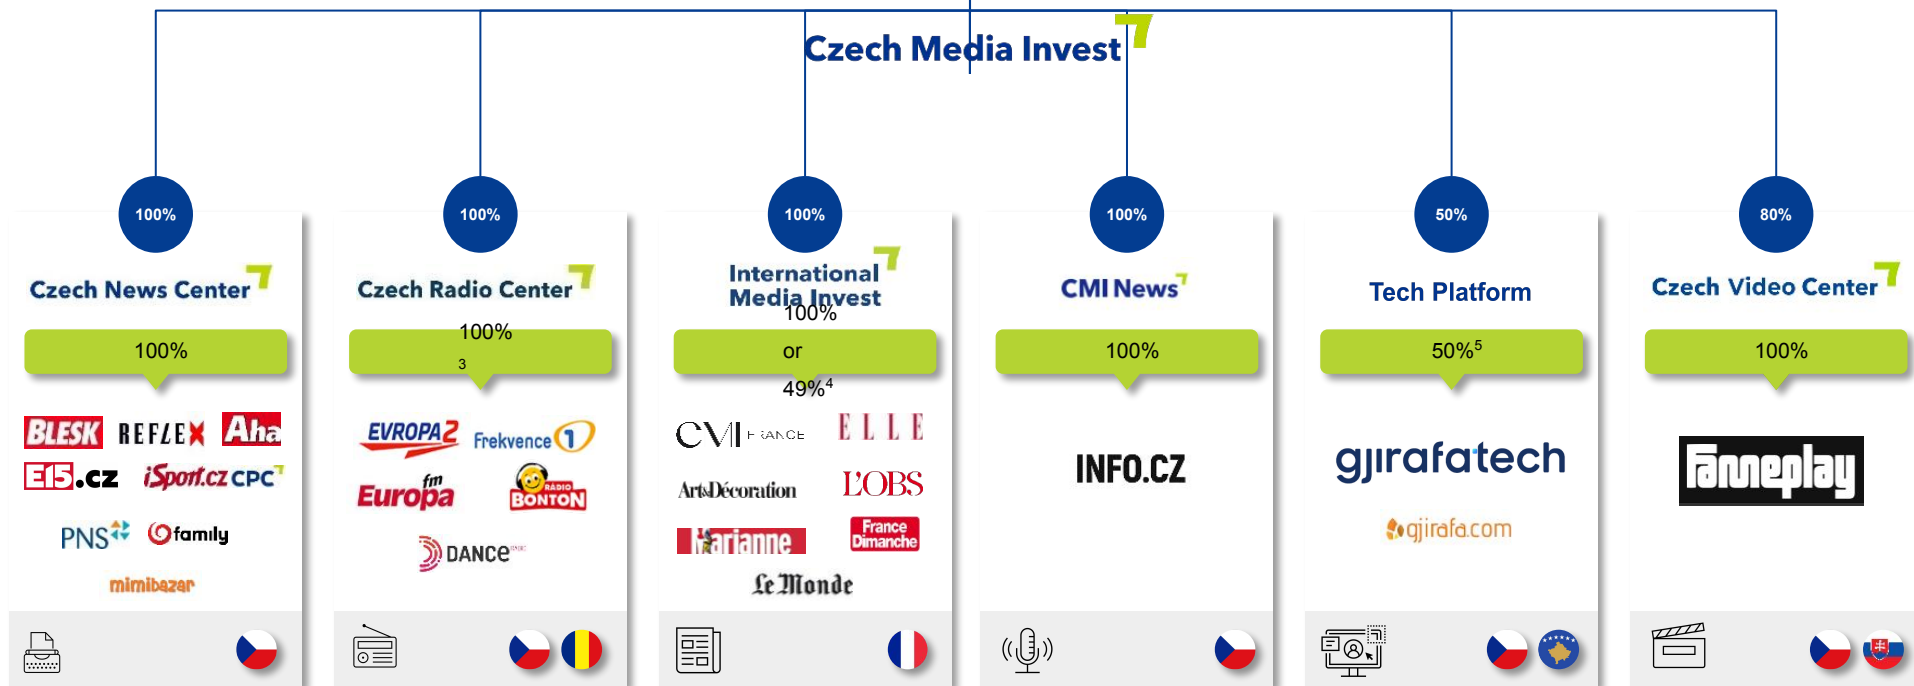 Czech Media Invest
100%
100%
100%
100%
50%
80%
Czech News Center
100%
BLESK REFLEX Aha
E15.cz iSport.cz CPC
PNS family
mimibazar
Czech Radio Center
100%
3
EVROPA 2 Frekvence 1
fm
Europa RÁDIO
BONTON
DANCE RADIO
International
Media Invest
100%
or
49%4
CMI FRANCE ELLE
Art&Décoration L'OBS
Marianne France
Dimanche
Le Monde
CMI News
100%
INFO.CZ
Tech Platform
50%5
gjirafatech
gjirafa.com
Czech Video Center
100%
fanneplay